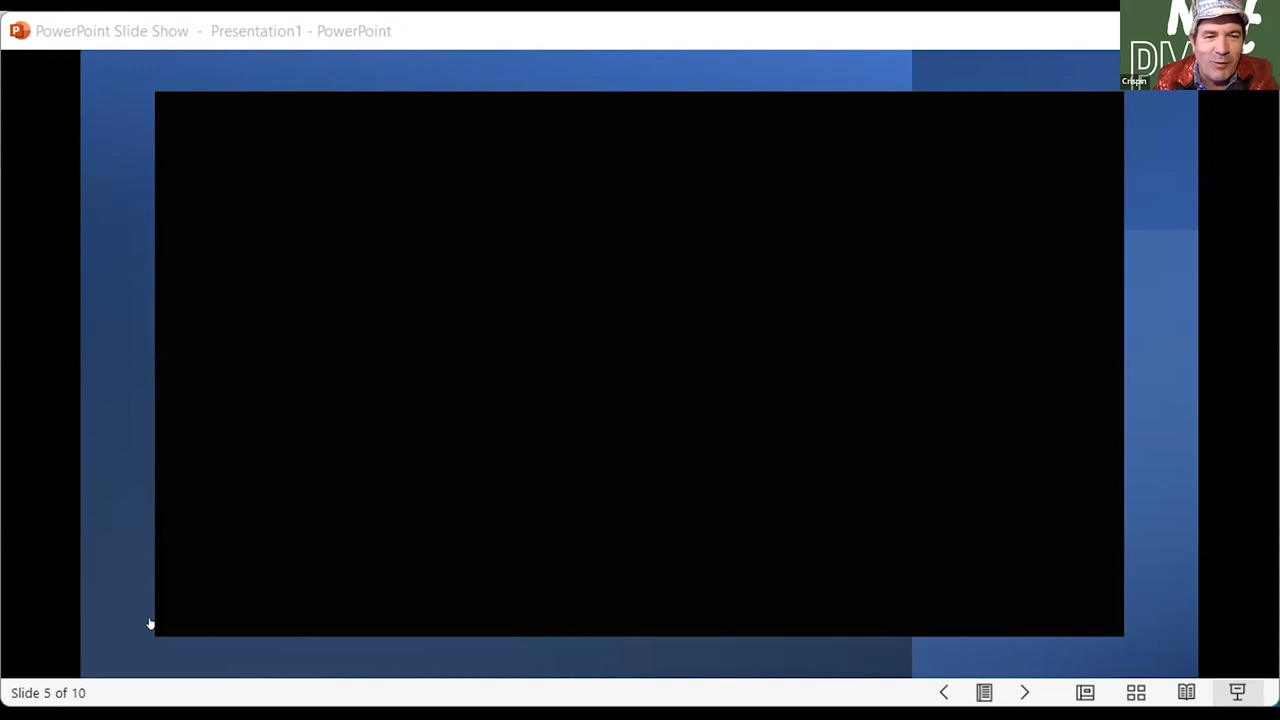 PowerPoint Slide Show - Presentation1 - PowerPoint
Crispin
Slide 5 of 10